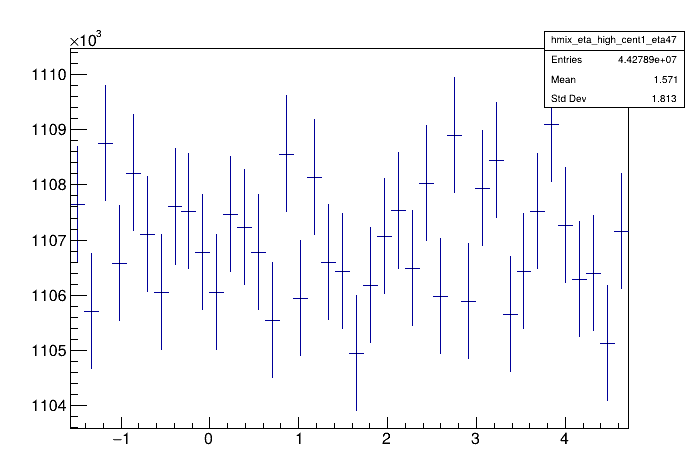 ×10³
hmix_eta_high_cent1_eta47
Entries 4.42789e+07
Mean 1.571
Std Dev 1.813
1110
1109
1108
1107
1106
1105
1104
−1 0 1 2 3 4